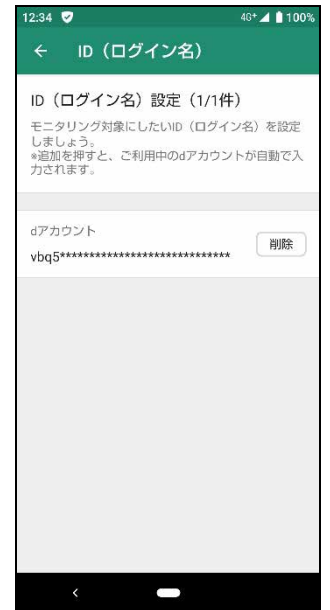 12:34 4G+ 100%
← ID（ログイン名）
ID（ログイン名）設定（1/1件）
モニタリング対象にしたいID（ログイン名）を設定
しましょう。
※追加を押すと、ご利用中のdアカウントが自動で入
力されます。
dアカウント
vbq5****************************** 削除